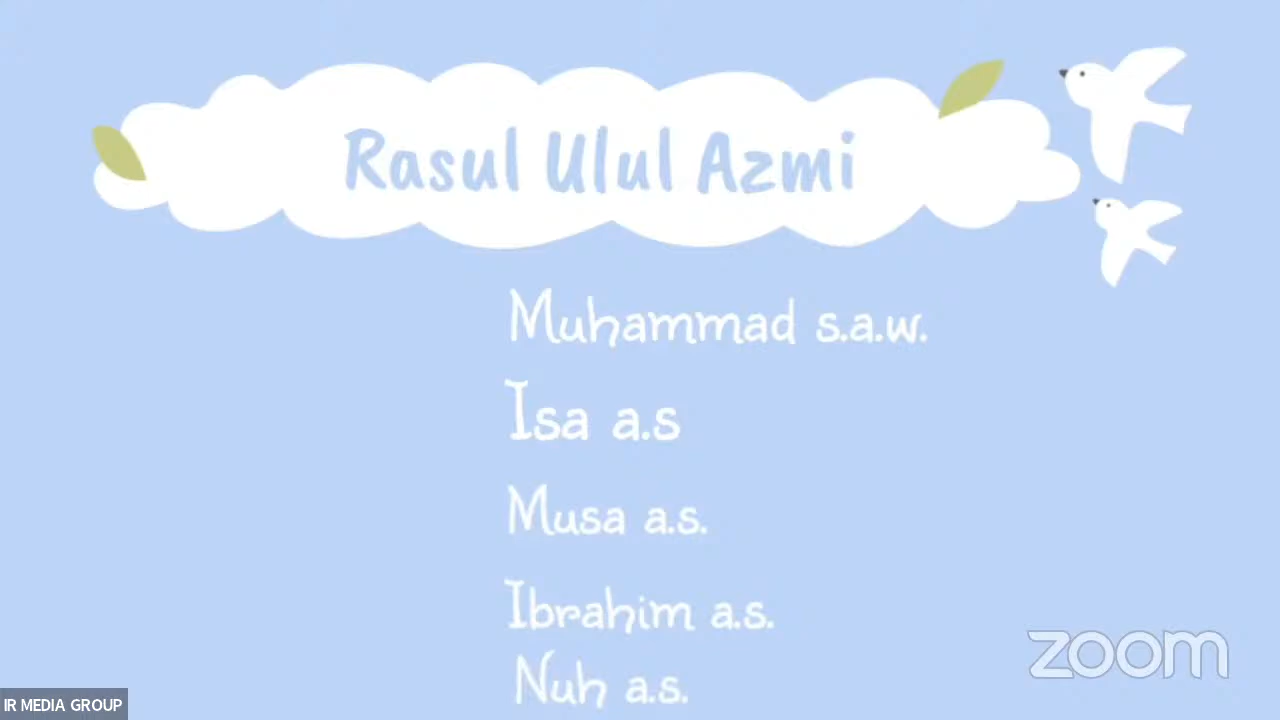 Rasul Ulul Azmi
Muhammad s.a.w.
Isa a.s
Musa a.s.
Ibrahim a.s.
Nuh a.s.
zoom
IR MEDIA GROUP